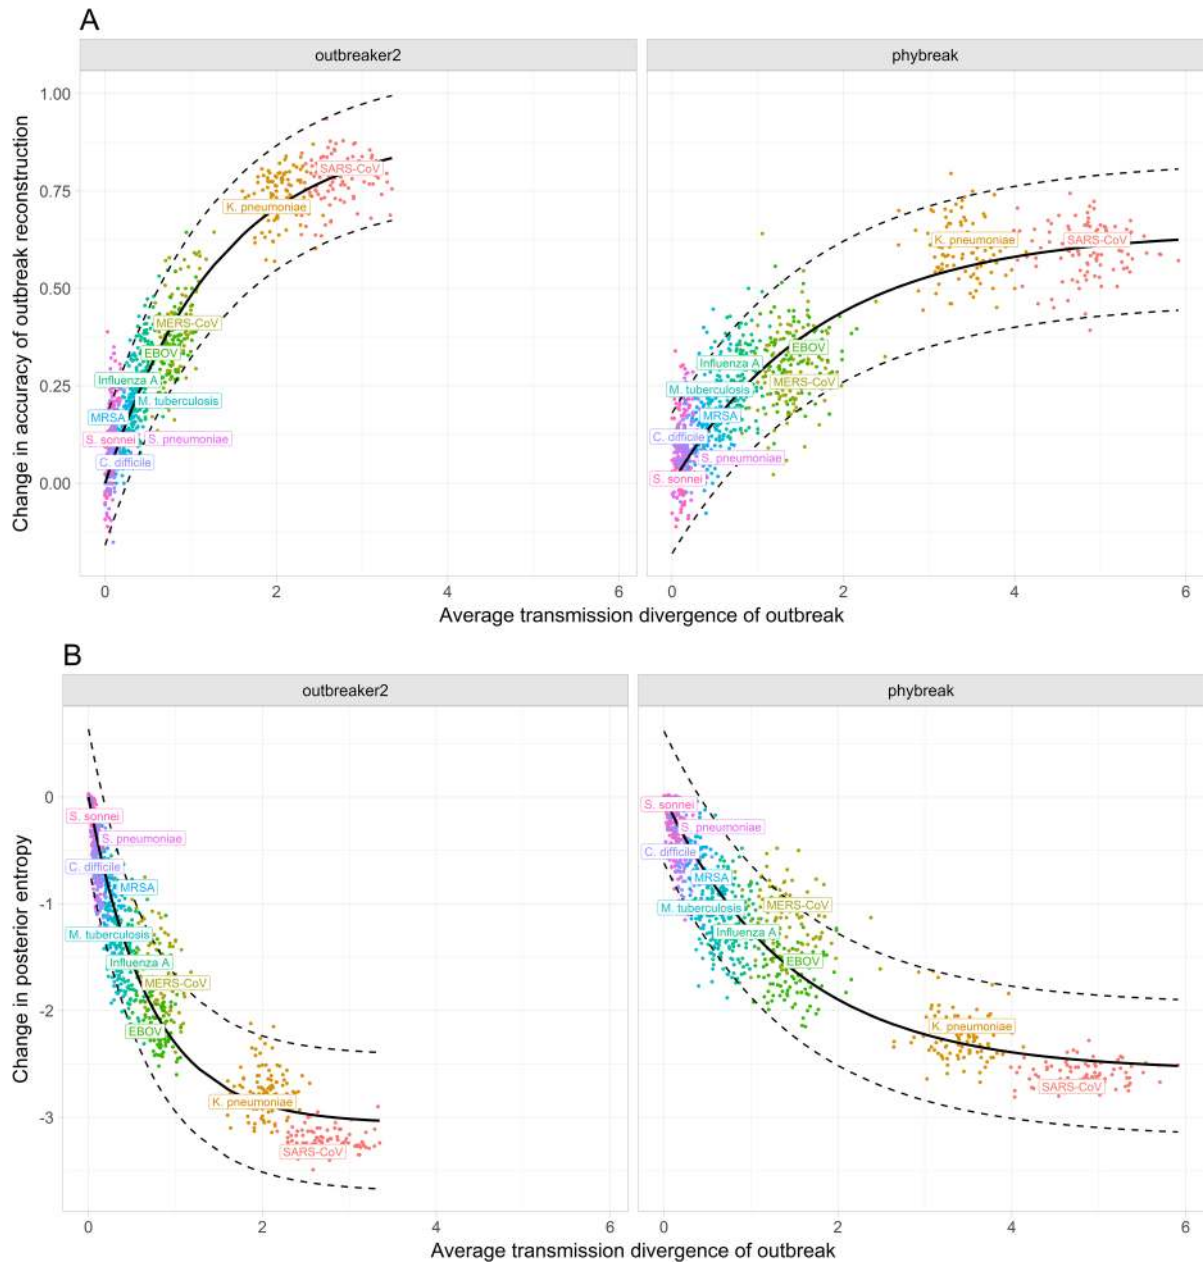 A
outbreaker2
phybreak
Change in accuracy of outbreak reconstruction
1.00
0.75
0.50
0.25
0.00
SARS-CoV
K. pneumoniae
MERS-CoV
EBOV
Influenza A
M. tuberculosis
MRSA
S. sonnei
S. pneumoniae
C. difficile
K. pneumoniae
SARS-CoV
EBOV
Influenza A
MERS-CoV
M. tuberculosis
MRSA
C. difficile
S. pneumoniae
S. sonnei
0 2 4 6 0 2 4 6
Average transmission divergence of outbreak
B
outbreaker2
phybreak
Change in posterior entropy
0
-1
-2
-3
S. sonnei
S. pneumoniae
C. difficile
MRSA
M. tuberculosis
Influenza A
MERS-CoV
EBOV
K. pneumoniae
SARS-CoV
S. sonnei
S. pneumoniae
C. difficile
MRSA
M. tuberculosis
MERS-CoV
Influenza A
EBOV
K. pneumoniae
SARS-CoV
0 2 4 6 0 2 4 6
Average transmission divergence of outbreak